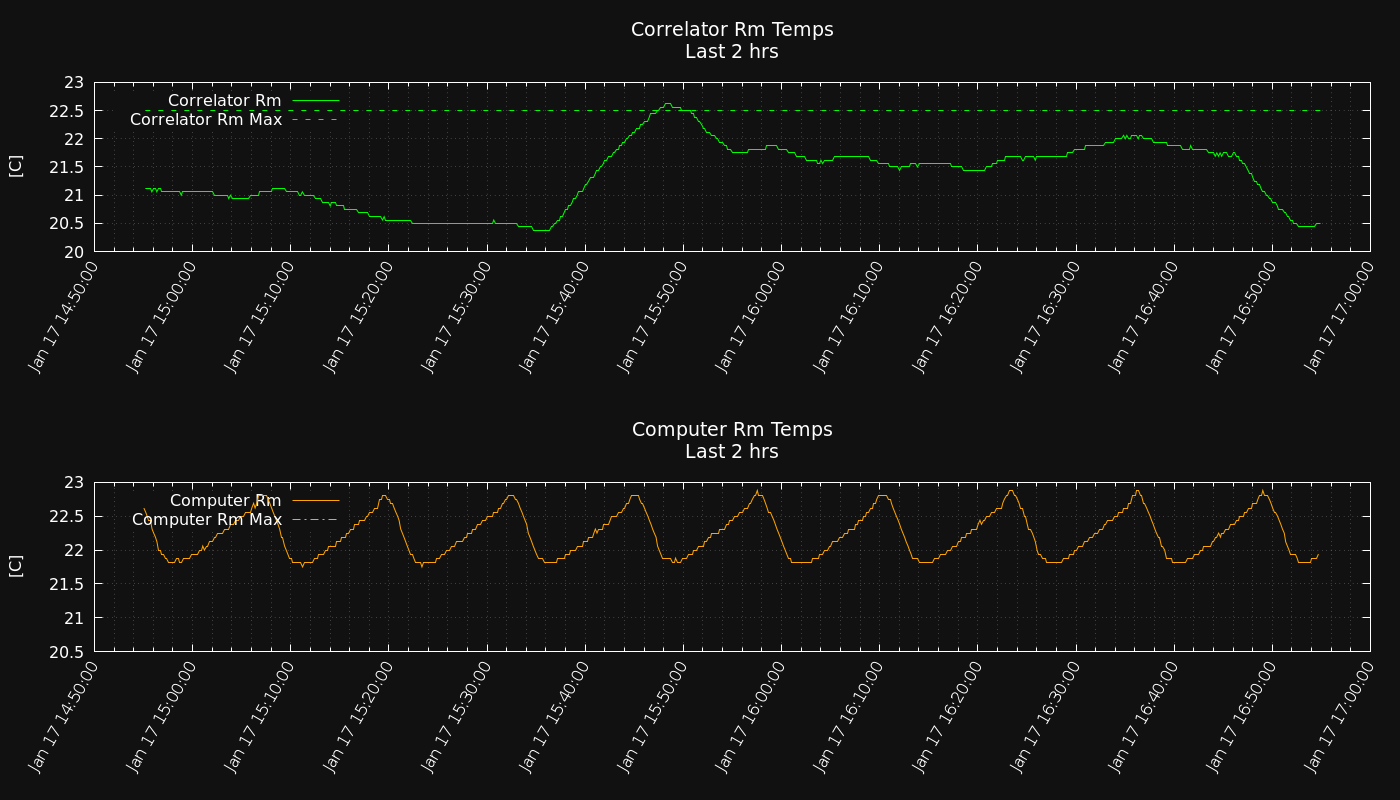 Correlator Rm Temps
Last 2 hrs
23
22.5
22
21.5
21
20.5
20
[C]
Correlator Rm
Correlator Rm Max
Jan 17 14:50:00
Jan 17 15:00:00
Jan 17 15:10:00
Jan 17 15:20:00
Jan 17 15:30:00
Jan 17 15:40:00
Jan 17 15:50:00
Jan 17 16:00:00
Jan 17 16:10:00
Jan 17 16:20:00
Jan 17 16:30:00
Jan 17 16:40:00
Jan 17 16:50:00
Jan 17 17:00:00
Computer Rm Temps
Last 2 hrs
23
22.5
22
21.5
21
20.5
[C]
Computer Rm
Computer Rm Max
Jan 17 14:50:00
Jan 17 15:00:00
Jan 17 15:10:00
Jan 17 15:20:00
Jan 17 15:30:00
Jan 17 15:40:00
Jan 17 15:50:00
Jan 17 16:00:00
Jan 17 16:10:00
Jan 17 16:20:00
Jan 17 16:30:00
Jan 17 16:40:00
Jan 17 16:50:00
Jan 17 17:00:00